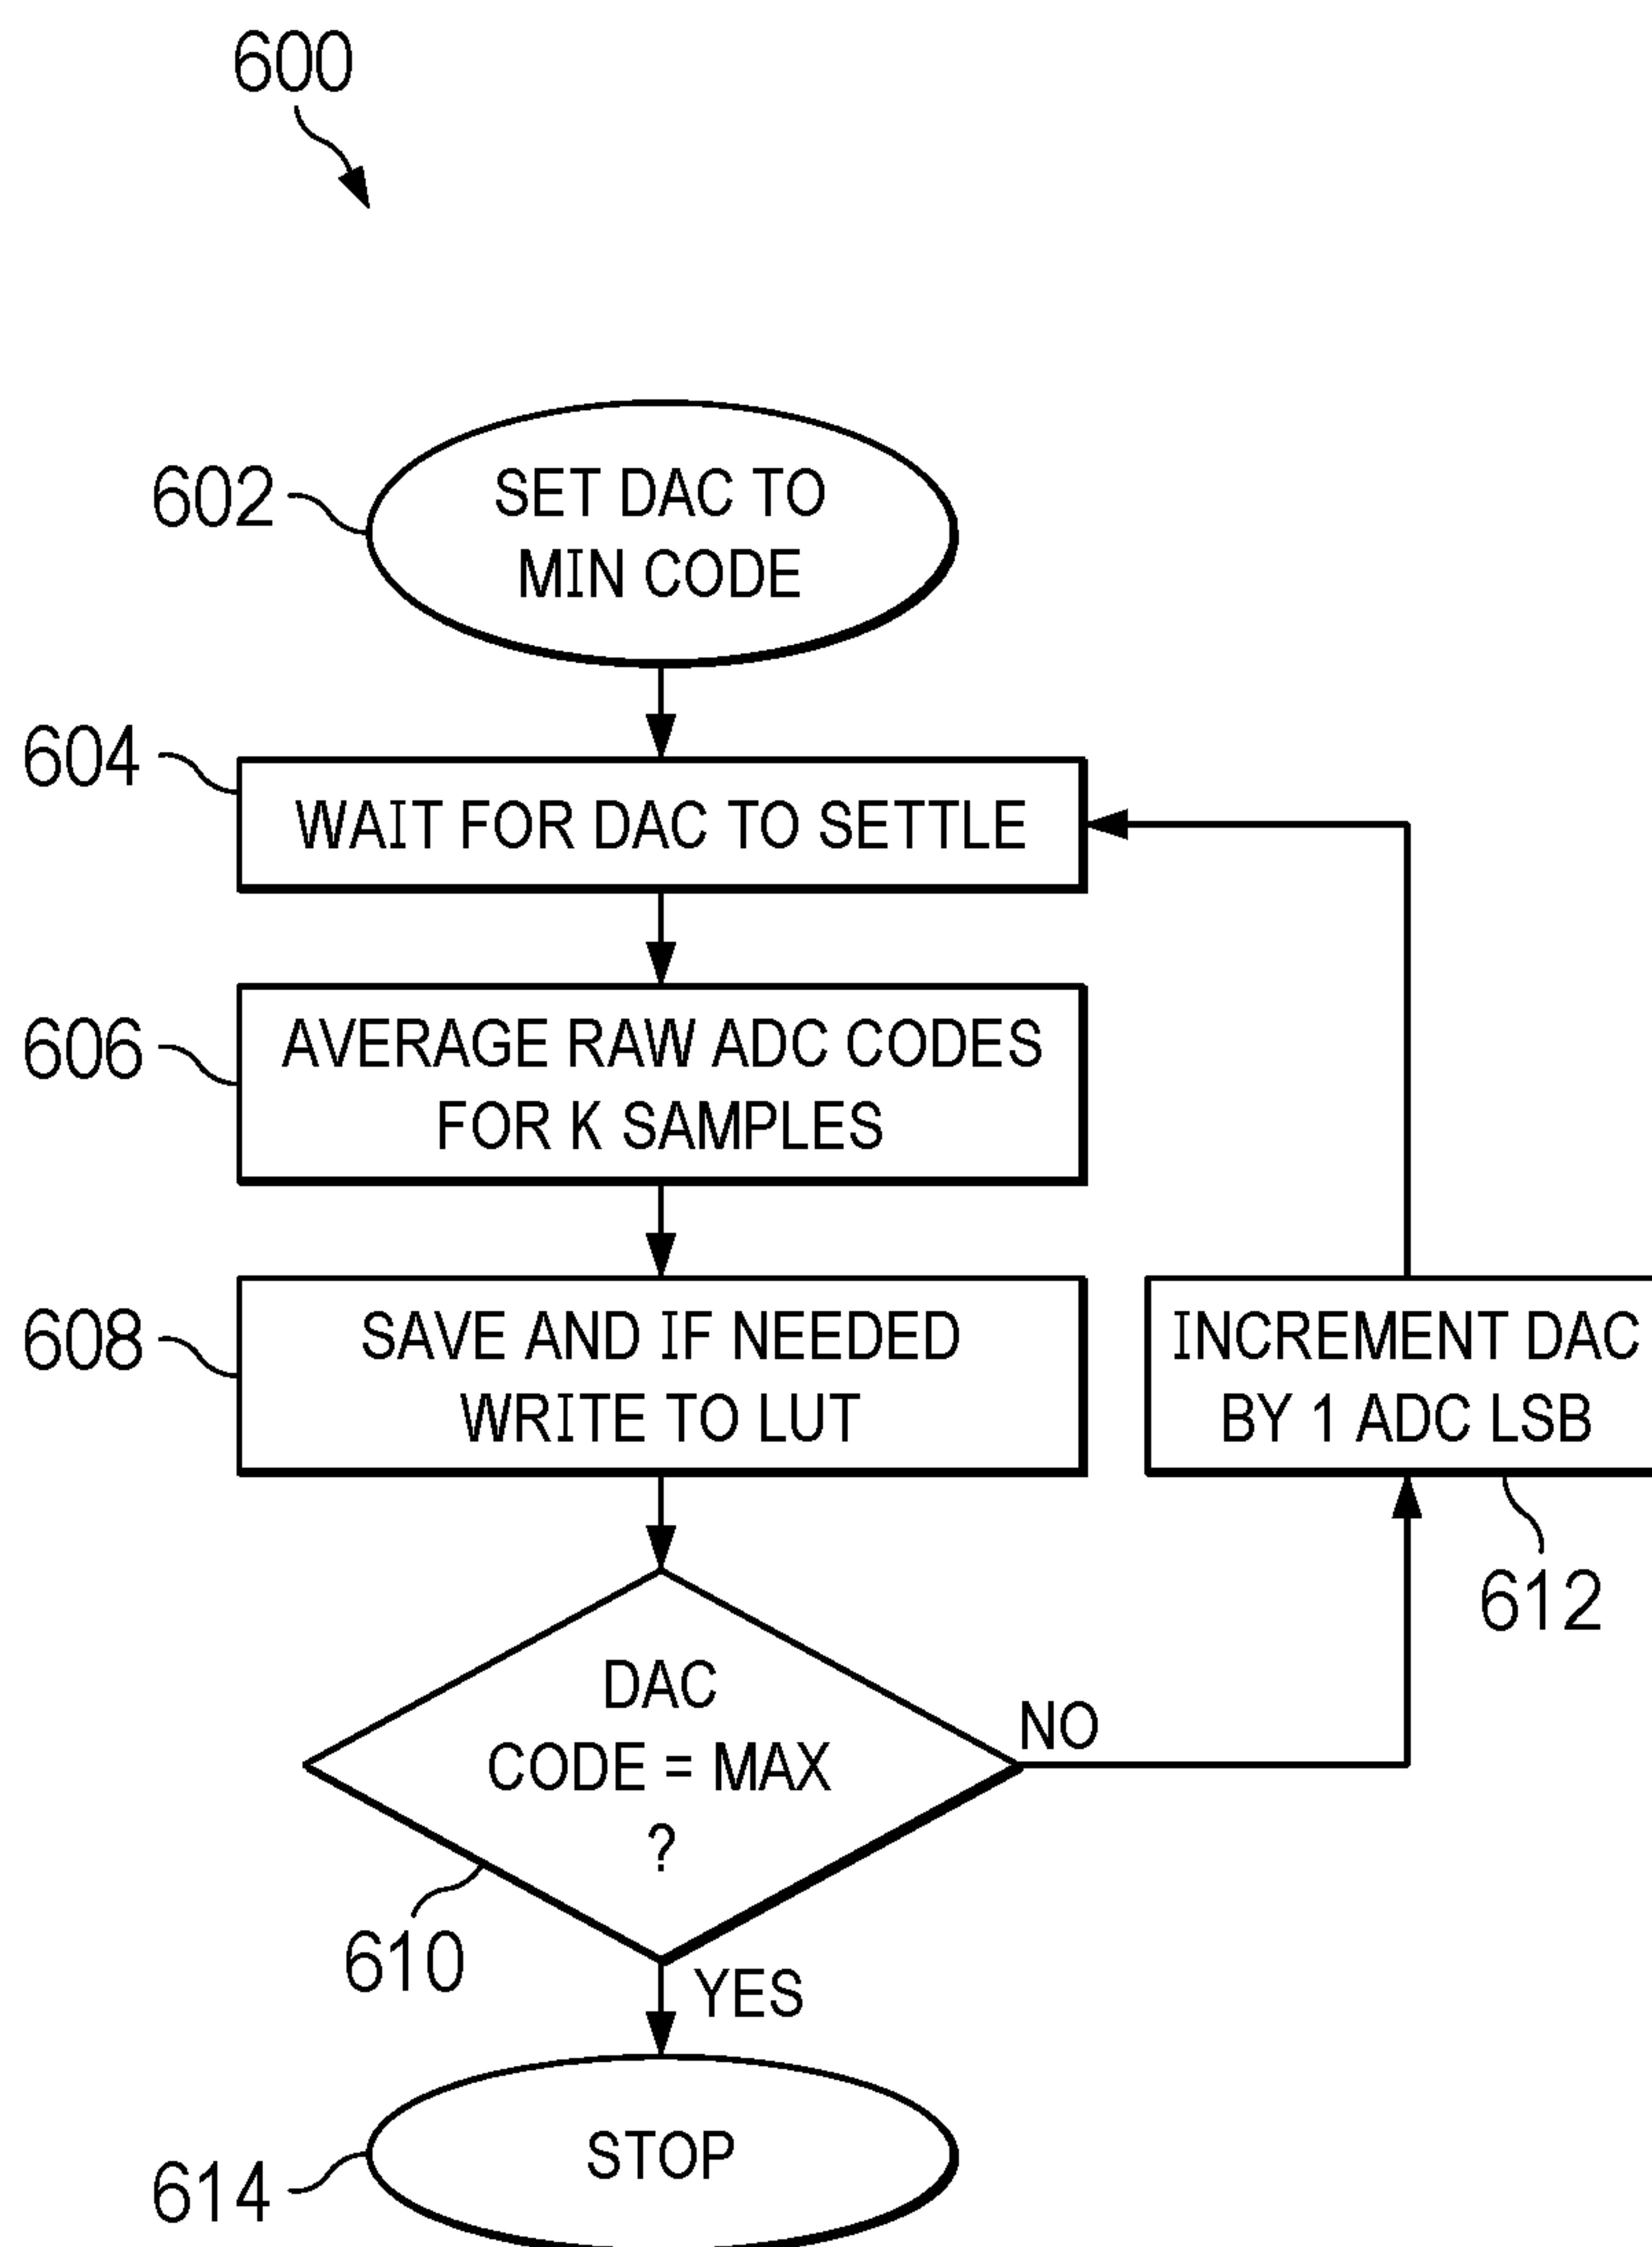 600
602
SET DAC TO
MIN CODE
604
WAIT FOR DAC TO SETTLE
606
AVERAGE RAW ADC CODES
FOR K SAMPLES
608
SAVE AND IF NEEDED
WRITE TO LUT
INCREMENT DAC
BY 1 ADC LSB
612
DAC
CODE = MAX
?
NO
610
YES
STOP
614